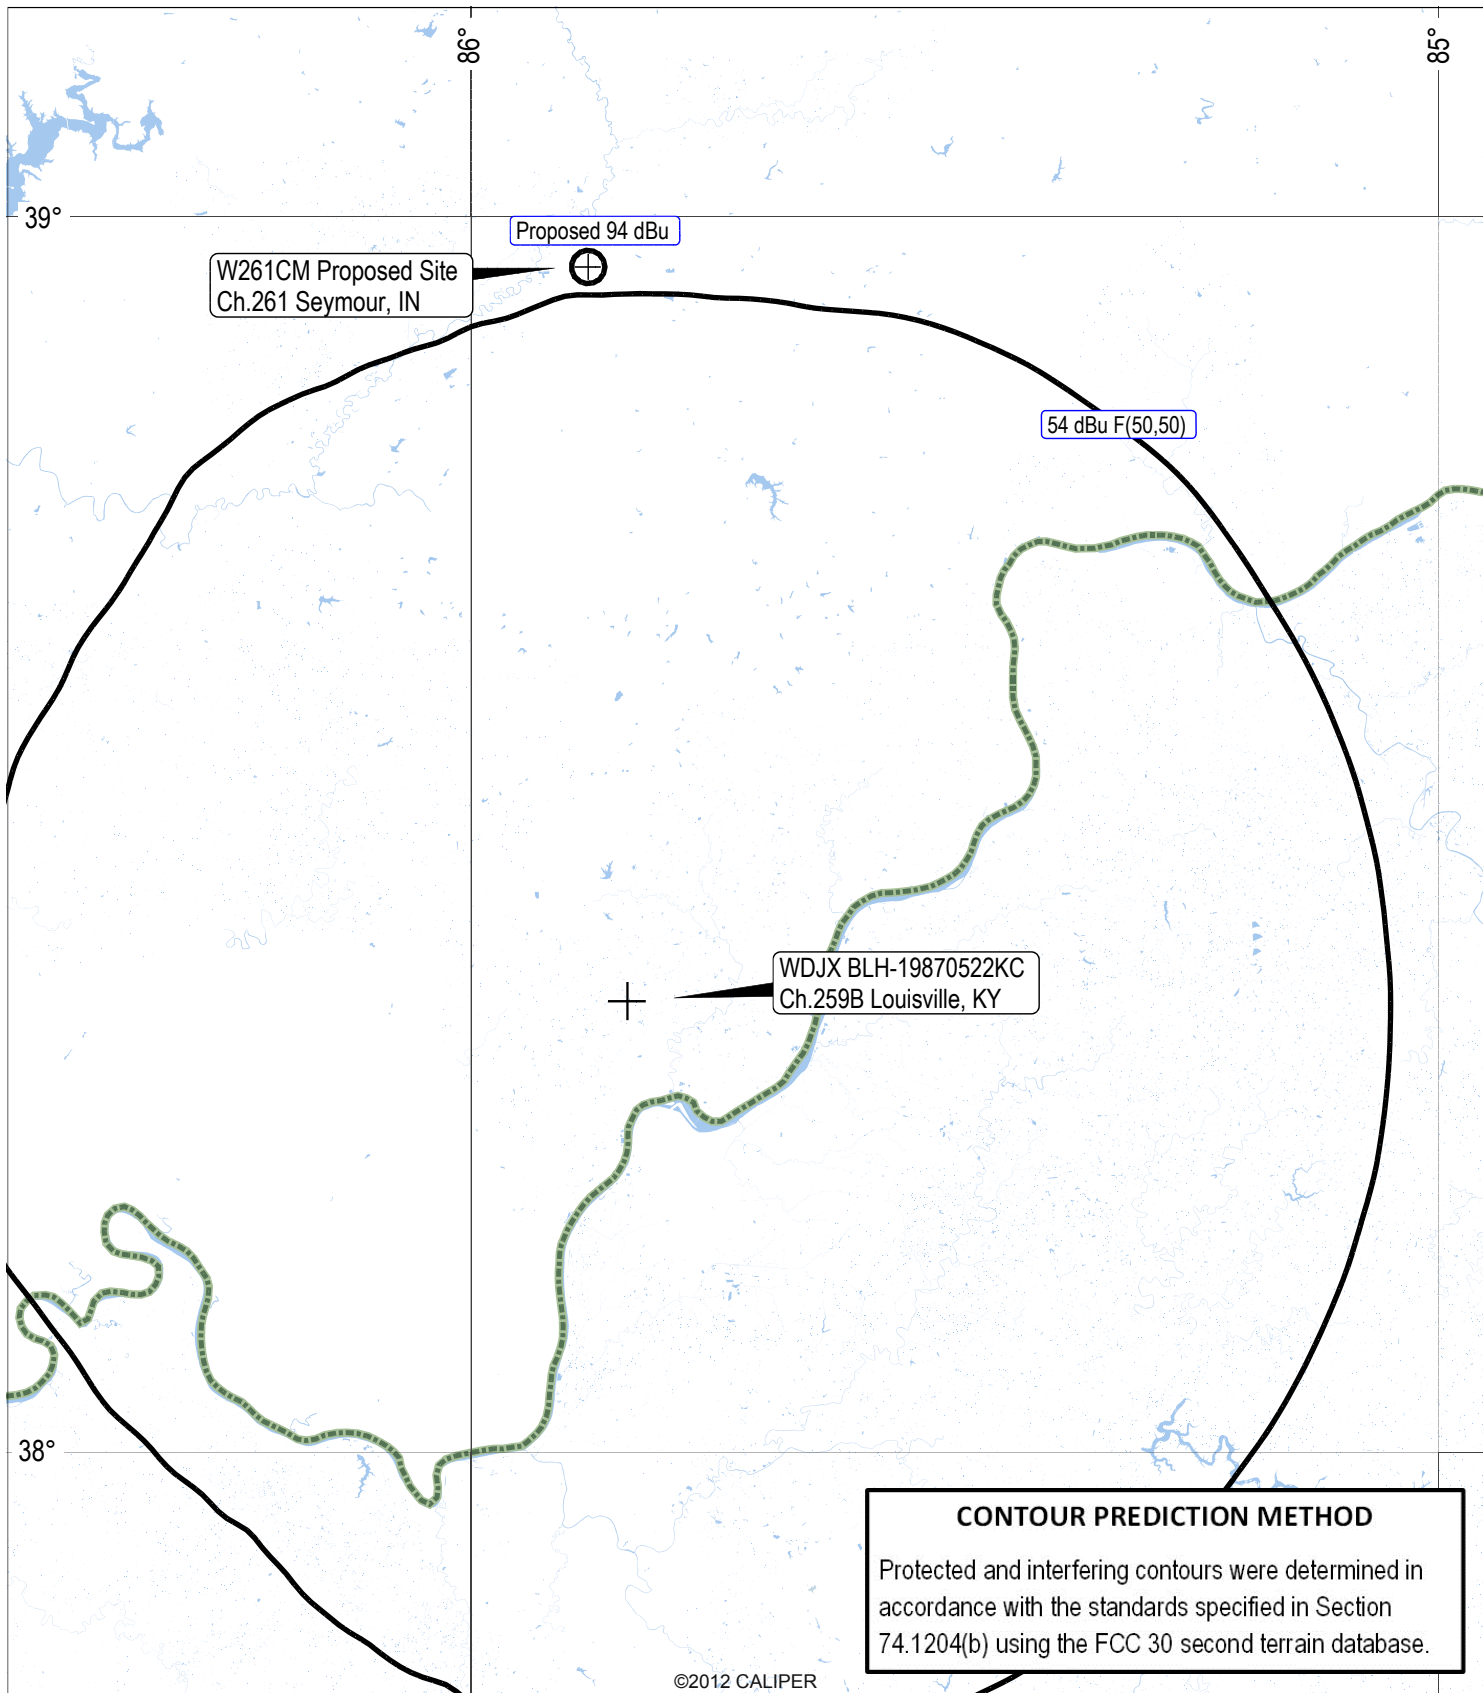 86°
85°
39°
Proposed 94 dBu
W261CM Proposed Site
Ch.261 Seymour, IN
54 dBu F(50,50)
WDJX BLH-19870522KC
Ch.259B Louisville, KY
38°
CONTOUR PREDICTION METHOD
Protected and interfering contours were determined in
accordance with the standards specified in Section
74.1204(b) using the FCC 30 second terrain database.
©2012 CALIPER